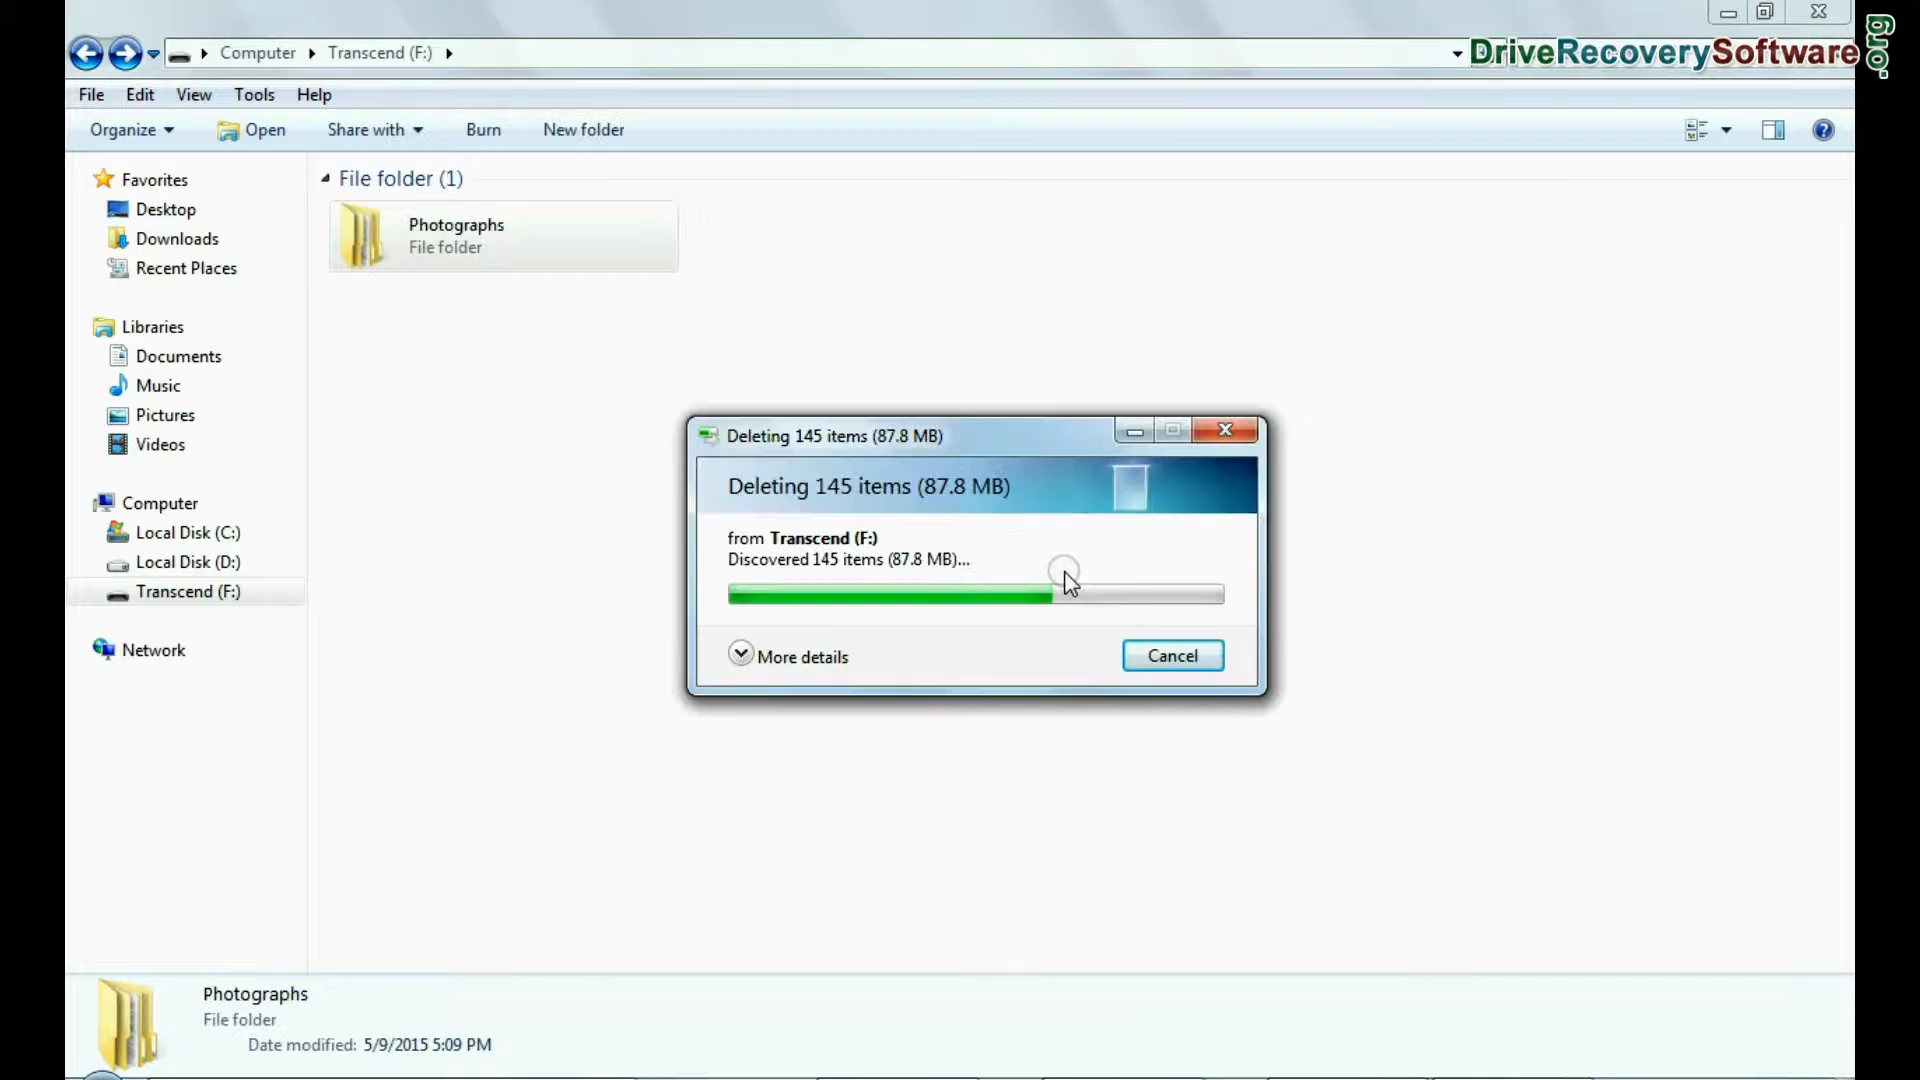 Computer
Transcend (F:)
DriveRecoverySoftware
.org
File Edit View Tools Help
Organize Open Share with Burn New folder
Favorites
Desktop
Downloads
Recent Places
Libraries
Documents
Music
Pictures
Videos
Computer
Local Disk (C:)
Local Disk (D:)
Transcend (F:)
Network
File folder (1)
Photographs
File folder
Deleting 145 items (87.8 MB)
Deleting 145 items (87.8 MB)
from Transcend (F:)
Discovered 145 items (87.8 MB)...
More details
Cancel
Photographs
File folder
Date modified: 5/9/2015 5:09 PM